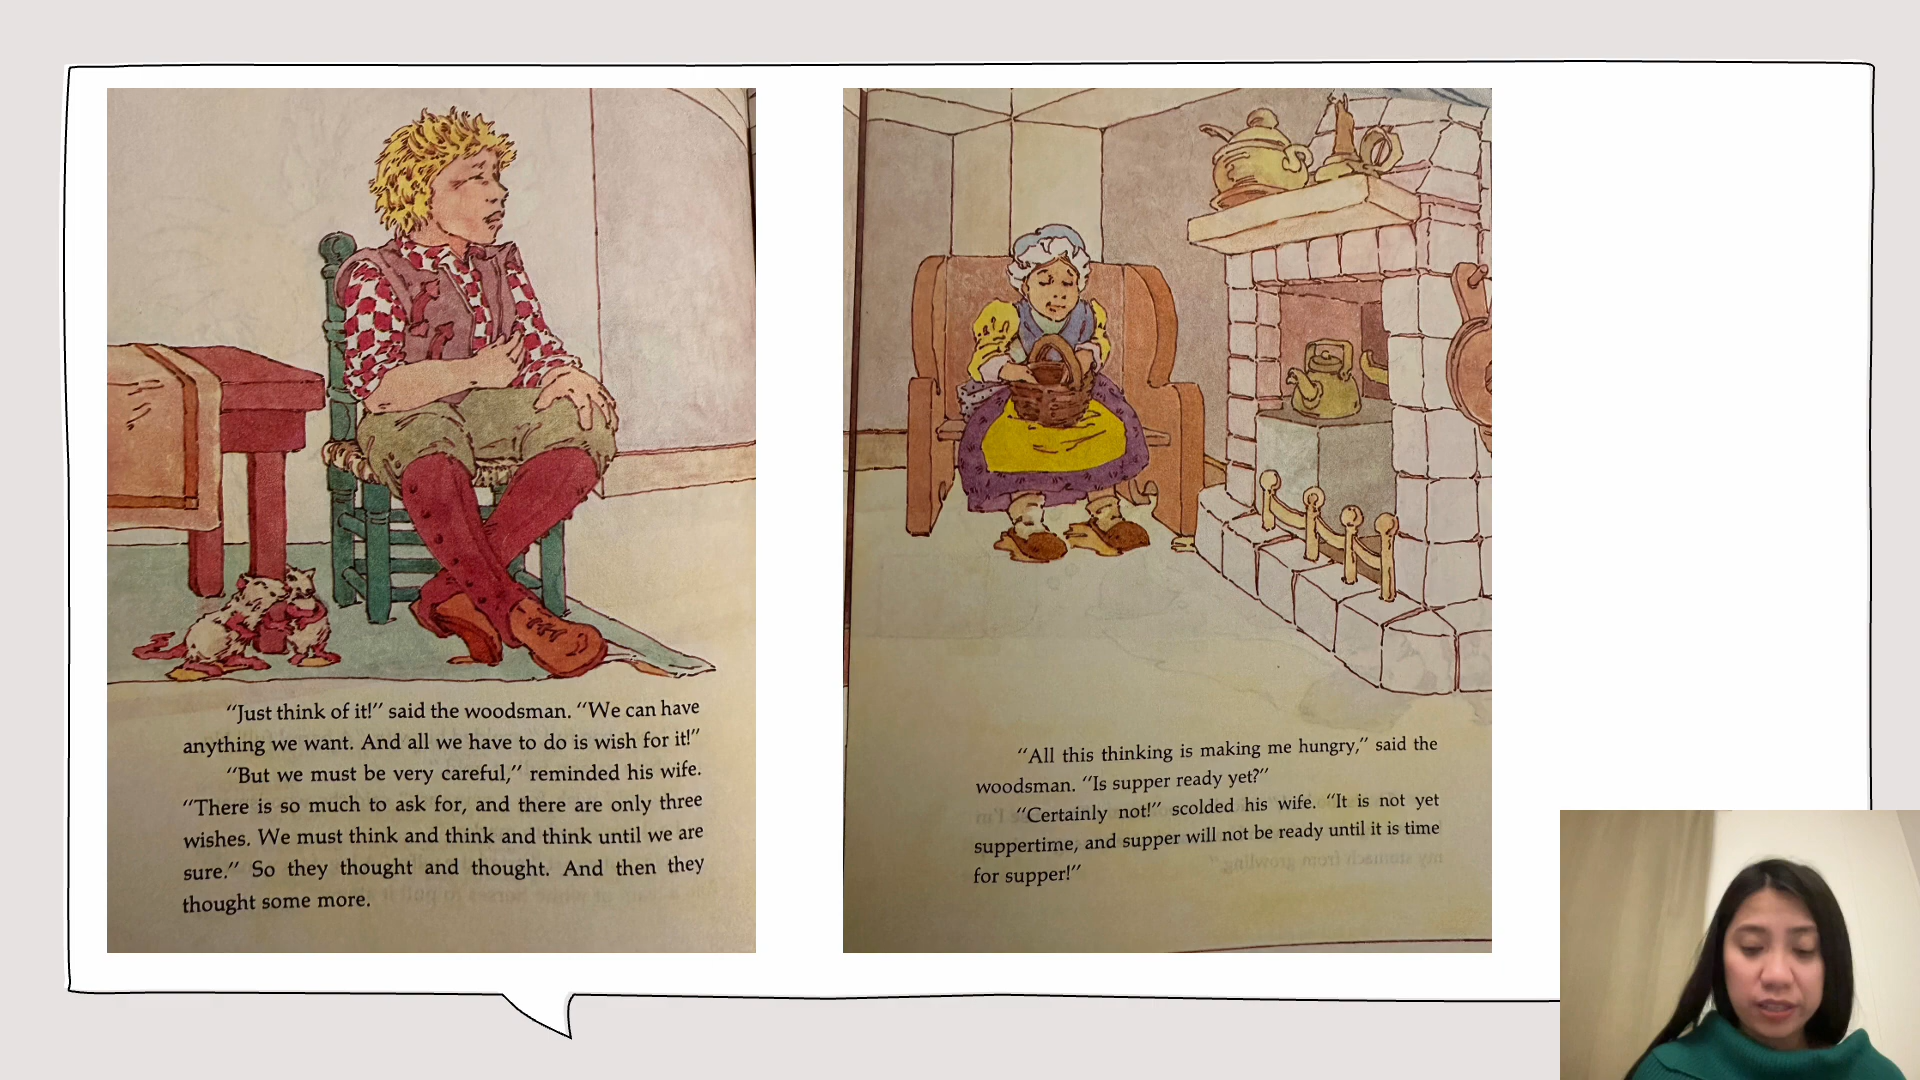 “Just think of it!” said the woodsman. “We can have
anything we want. And all we have to do is wish for it!”
“But we must be very careful,” reminded his wife.
“There is so much to ask for, and there are only three
wishes. We must think and think and think until we are
sure.” So they thought and thought. And then they
thought some more.
“All this thinking is making me hungry,” said the
woodsman. “Is supper ready yet?”
“Certainly not!” scolded his wife. “It is not yet
suppertime, and supper will not be ready until it is time
for supper!”